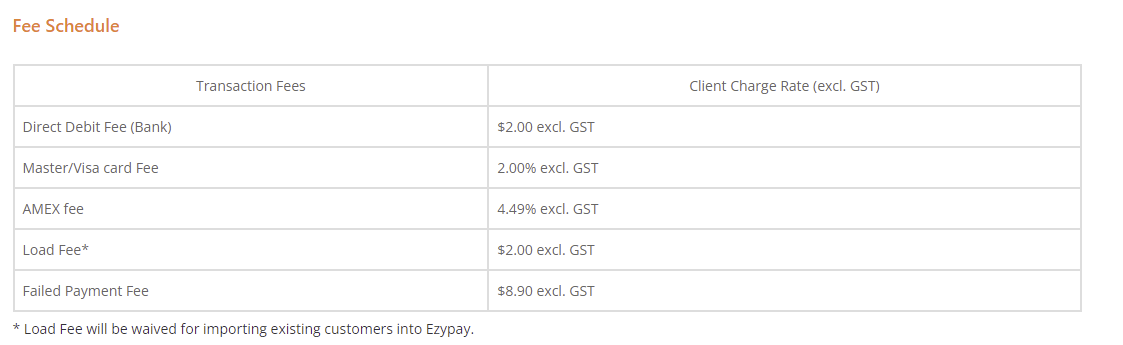 Fee Schedule
Transaction Fees Client Charge Rate (excl. GST)
Direct Debit Fee (Bank) $2.00 excl. GST
Master/Visa card Fee 2.00% excl. GST
AMEX fee 4.49% excl. GST
Load Fee* $2.00 excl. GST
Failed Payment Fee $8.90 excl. GST
* Load Fee will be waived for importing existing customers into Ezypay.